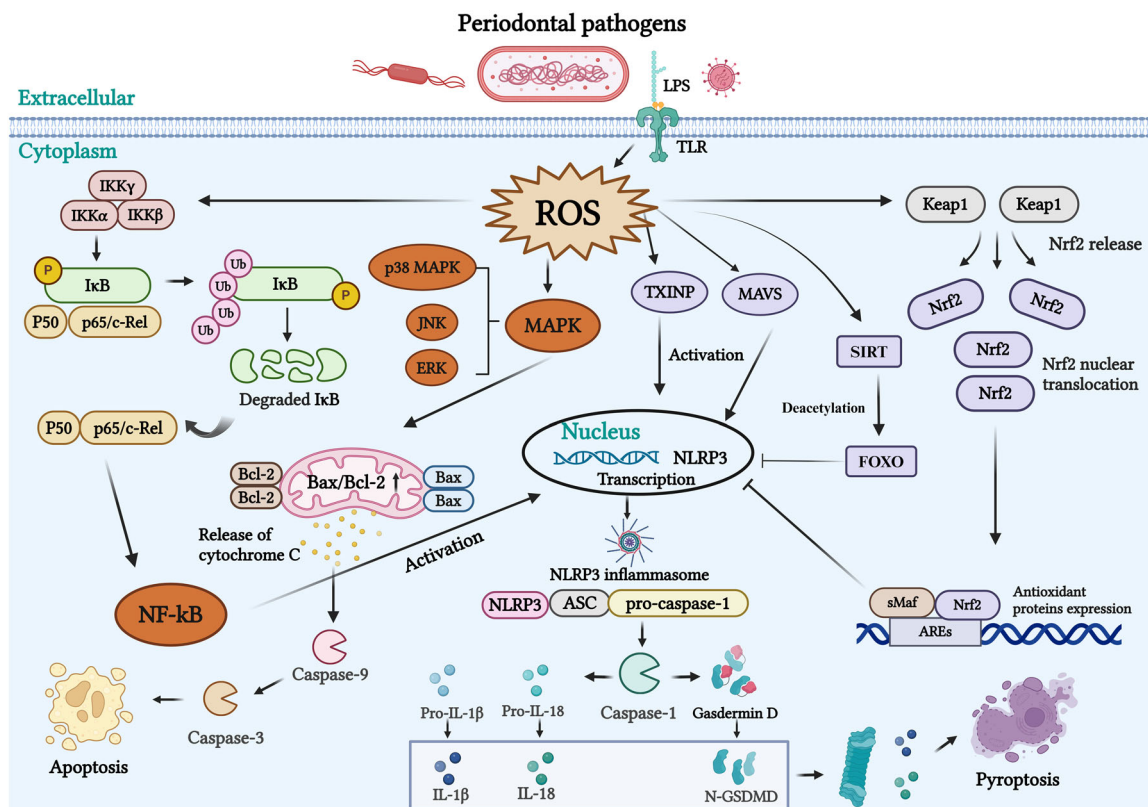 Periodontal pathogens
LPS
Extracellular
TLR
Cytoplasm
IKKγ
IKKα
IKKβ
ROS
Keap1
Keap1
Nrf2 release
P
IκB
P50
p65/c-Rel
Ub
Ub
Ub
Ub
IκB
P
p38 MAPK
JNK
ERK
MAPK
TXINP
MAVS
Nrf2
Nrf2
Nrf2
Nrf2
Nrf2 nuclear
translocation
Activation
SIRT
Deacetylation
FOXO
Degraded IκB
P50
p65/c-Rel
Nucleus
NLRP3
Transcription
Bcl-2
Bcl-2
Bax/Bcl-2
Bax
Bax
Release of
cytochrome C
Activation
NLRP3 inflammasome
NLRP3
ASC
pro-caspase-1
NF-kB
sMaf
Nrf2
AREs
Antioxidant
proteins expression
Caspase-9
Caspase-3
Apoptosis
Pro-IL-1β
Pro-IL-18
Caspase-1
Gasdermin D
IL-1β
IL-18
N-GSDMD
Pyroptosis